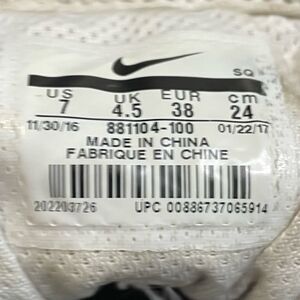 SQ
US UK EUR cm
7 4.5 38 24
11/30/16 881104-100 01/22/17
MADE IN CHINA
FABRIQUE EN CHINE
202203726 UPC 00886737065914